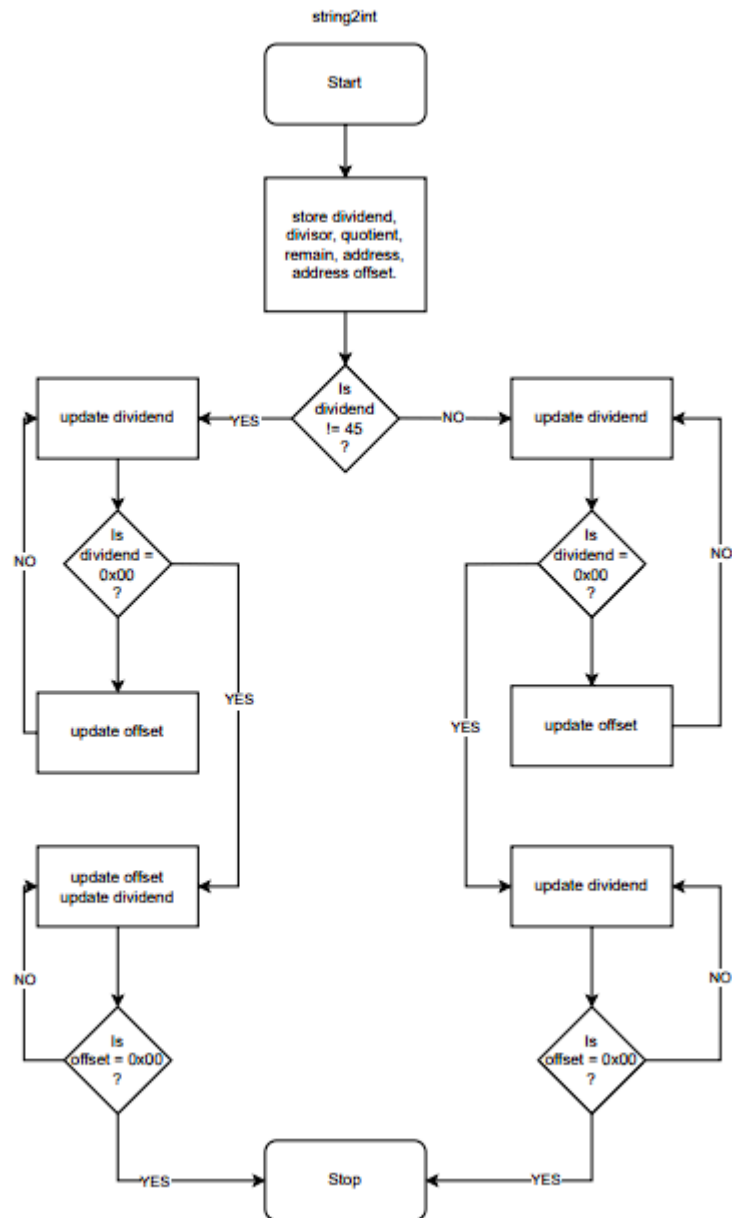 string2int
Start
store dividend,
divisor, quotient,
remain, address,
address offset.
Is
dividend
!= 45
?
YES
NO
update dividend
update dividend
Is
dividend =
0x00
?
Is
dividend =
0x00
?
NO
NO
YES
YES
update offset
update offset
update offset
update dividend
update dividend
NO
NO
Is
offset = 0x00
?
Is
offset = 0x00
?
YES
YES
Stop